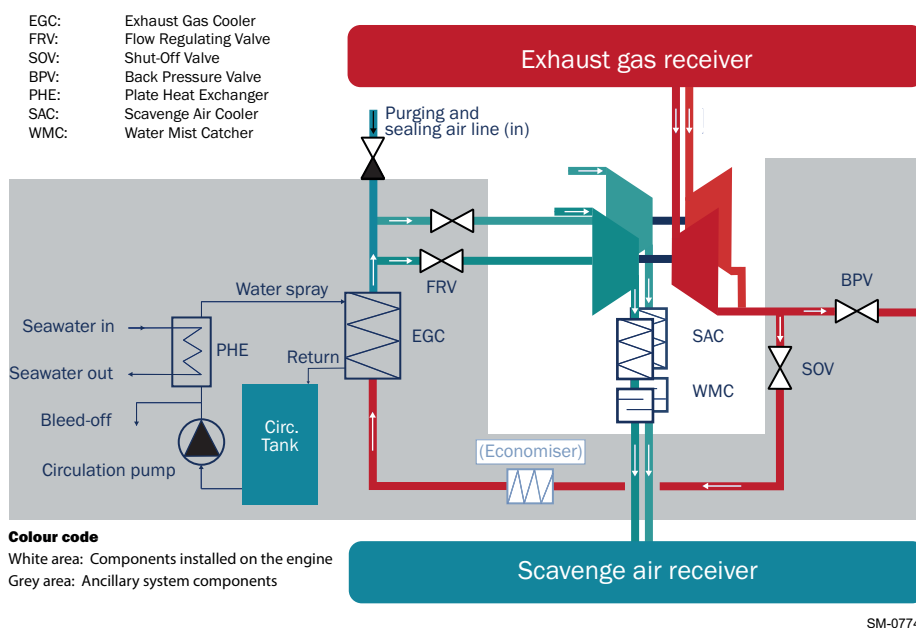 EGC: Exhaust Gas Cooler
FRV: Flow Regulating Valve
SOV: Shut-Off Valve
BPV: Back Pressure Valve
PHE: Plate Heat Exchanger
SAC: Scavenge Air Cooler
WMC: Water Mist Catcher
Exhaust gas receiver
Purging and
sealing air line (in)
FRV
BPV
Water spray
Seawater in
PHE
EGC
SAC
SOV
Return
Seawater out
WMC
Bleed-off
Circ.
Tank
(Economiser)
Circulation pump
Colour code
White area: Components installed on the engine
Grey area: Ancillary system components
Scavenge air receiver
SM-0774